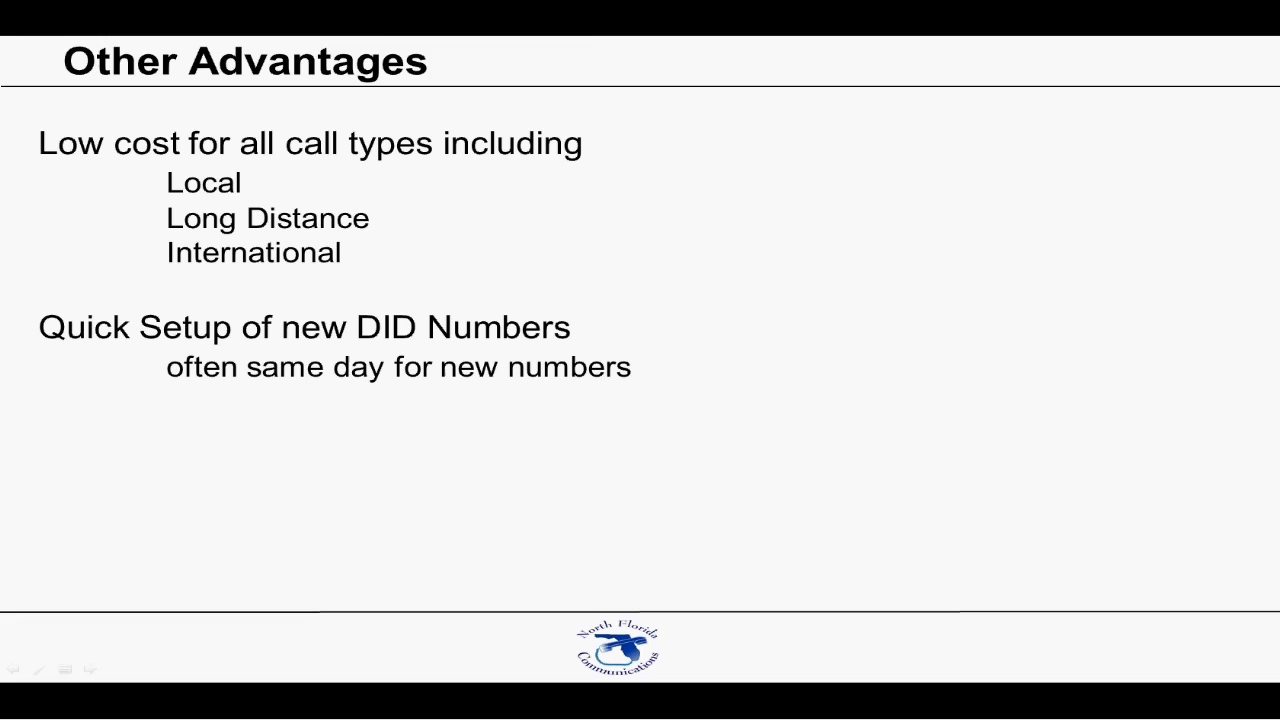 Other Advantages
Low cost for all call types including
Local
Long Distance
International
Quick Setup of new DID Numbers
often same day for new numbers
North Florida
Communications